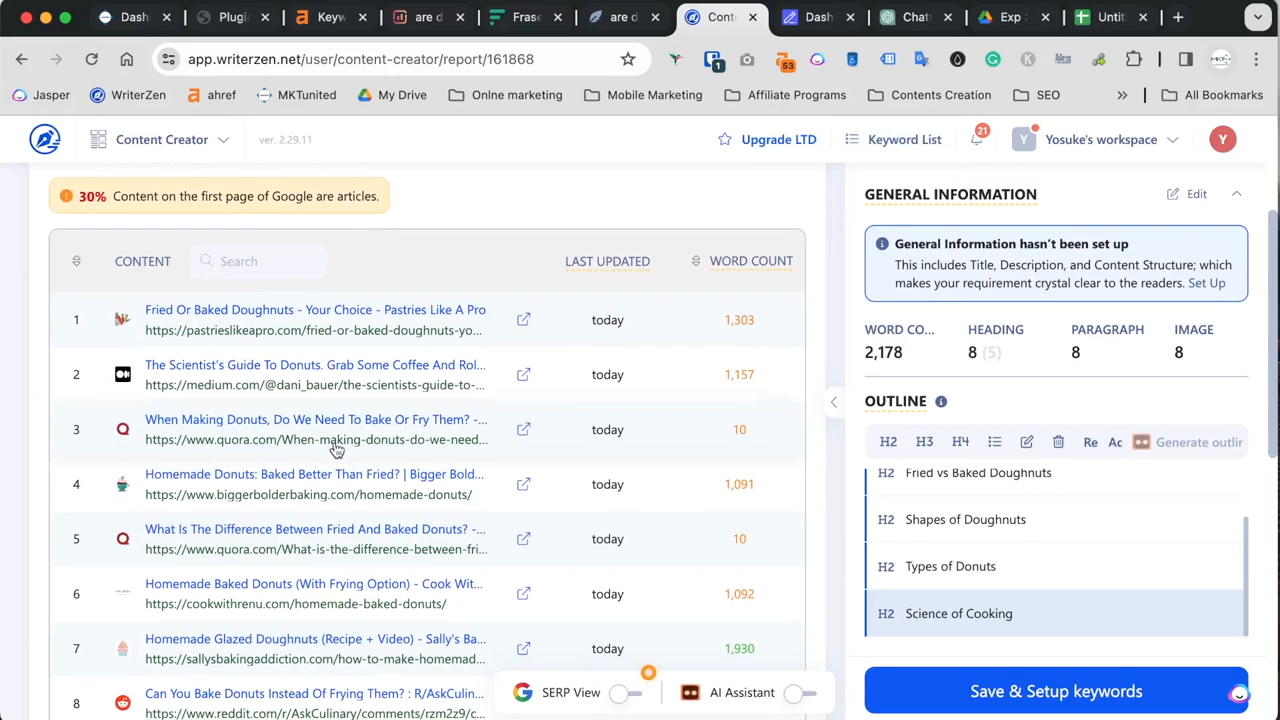 Dash
Plugin
Keyw
are d
Frase
are d
Cont
Dash
Chat
Exp :
Untit
app.writerzen.net/user/content-creator/report/161868
1
53
Jasper
WriterZen
ahref
MKTunited
My Drive
Onlne marketing
Mobile Marketing
Affiliate Programs
Contents Creation
SEO
All Bookmarks
Content Creator
ver. 2.29.11
Upgrade LTD
Keyword List
21
Y
Yosuke's workspace
Y
30% Content on the first page of Google are articles.
CONTENT
Search
LAST UPDATED
WORD COUNT
1
Fried Or Baked Doughnuts - Your Choice - Pastries Like A Pro
https://pastrieslikeapro.com/fried-or-baked-doughnuts-yo...
today
1,303
2
The Scientist's Guide To Donuts. Grab Some Coffee And Rol...
https://medium.com/@dani_bauer/the-scientists-guide-to-...
today
1,157
3
When Making Donuts, Do We Need To Bake Or Fry Them? -...
https://www.quora.com/When-making-donuts-do-we-need...
today
10
4
Homemade Donuts: Baked Better Than Fried? | Bigger Bold...
https://www.biggerbolderbaking.com/homemade-donuts/
today
1,091
5
What Is The Difference Between Fried And Baked Donuts? -...
https://www.quora.com/What-is-the-difference-between-fri...
today
10
6
Homemade Baked Donuts (With Frying Option) - Cook Wit...
https://cookwithrenu.com/homemade-baked-donuts/
today
1,092
7
Homemade Glazed Doughnuts (Recipe + Video) - Sally's Ba...
https://sallysbakingaddiction.com/how-to-make-homemad...
today
1,930
8
Can You Bake Donuts Instead Of Frying Them? : R/AskCulin...
https://www.reddit.com/r/AskCulinary/comments/rzm2z9/c...
SERP View
AI Assistant
GENERAL INFORMATION
Edit
General Information hasn't been set up
This includes Title, Description, and Content Structure; which
makes your requirement crystal clear to the readers. Set Up
WORD CO...
HEADING
PARAGRAPH
IMAGE
2,178
8 (5)
8
8
OUTLINE
H2
H3
H4
Re
Ac
Generate outlir
H2 Fried vs Baked Doughnuts
H2 Shapes of Doughnuts
H2 Types of Donuts
H2 Science of Cooking
Save & Setup keywords